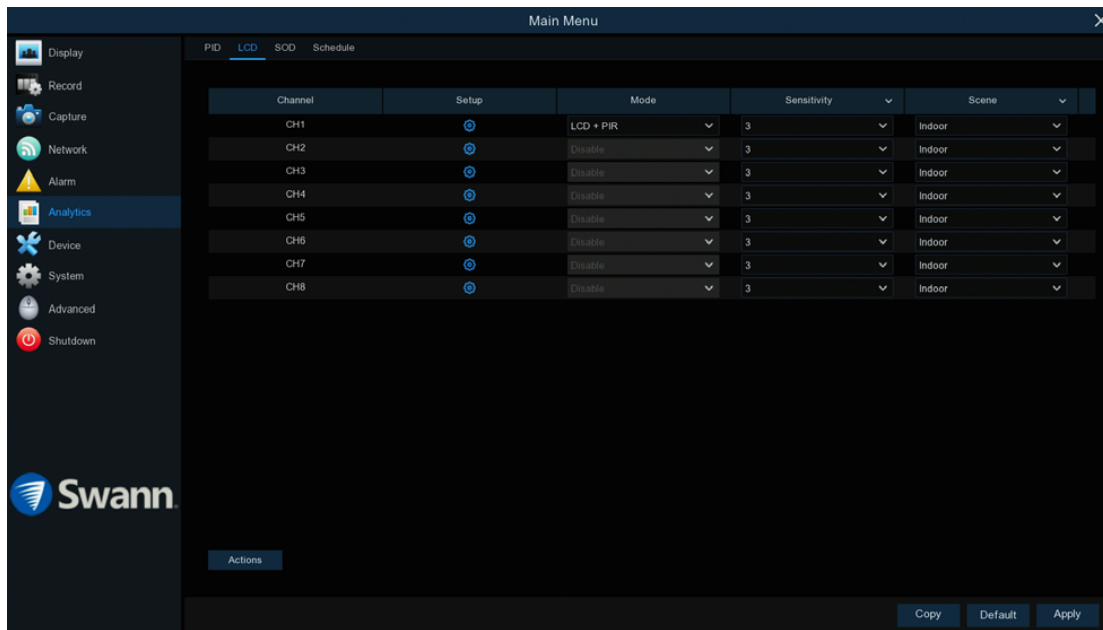 Main Menu
PID LCD SOD Schedule
Display
Record
Capture
Network
Alarm
Analytics
Device
System
Advanced
Shutdown
Channel Setup Mode Sensitivity Scene
CH1 LCD + PIR 3 Indoor
CH2 Disable 3 Indoor
CH3 Disable 3 Indoor
CH4 Disable 3 Indoor
CH5 Disable 3 Indoor
CH6 Disable 3 Indoor
CH7 Disable 3 Indoor
CH8 Disable 3 Indoor
Swann
Actions
Copy Default Apply